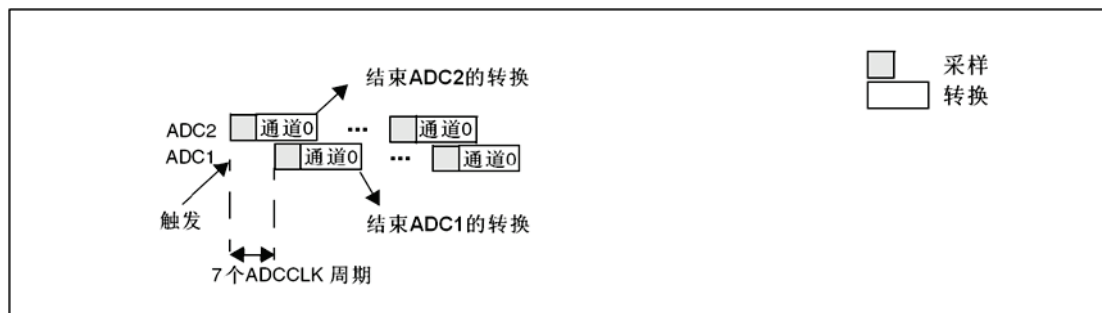 结束ADC2的转换
采样
转换
ADC2
通道0
...
通道0
ADC1
通道0
...
通道0
触发
结束ADC1的转换
7个ADCCLK 周期